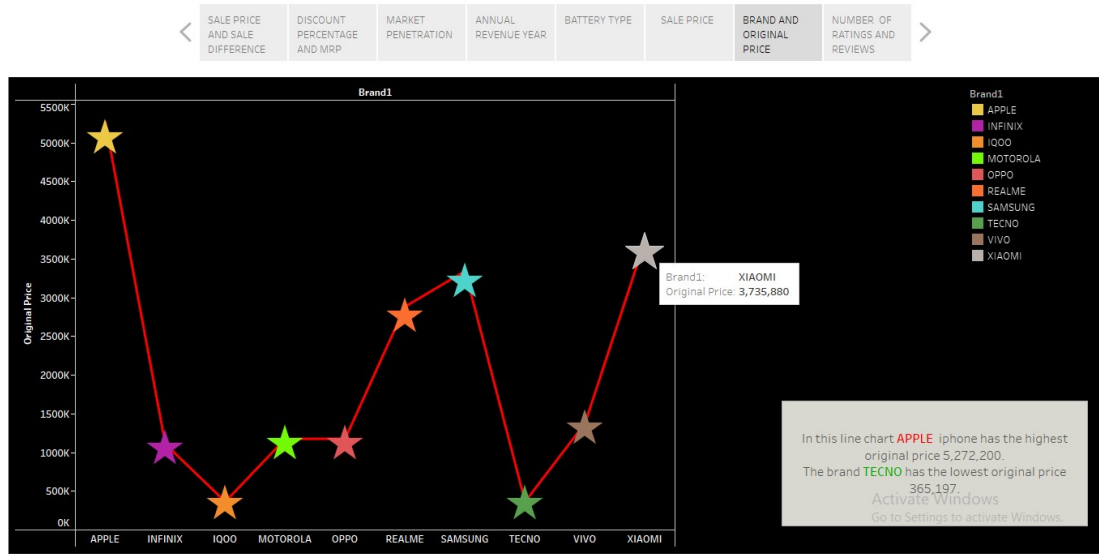 SALE PRICE
AND SALE
DIFFERENCE
DISCOUNT
PERCENTAGE
AND MRP
MARKET
PENETRATION
ANNUAL
REVENUE YEAR
BATTERY TYPE
SALE PRICE
BRAND AND
ORIGINAL
PRICE
NUMBER OF
RATINGS AND
REVIEWS
Brand1
5500K
5000K
4500K
4000K
3500K
3000K
2500K
2000K
1500K
1000K
500K
0K
Original Price
APPLE INFINIX IQOO MOTOROLA OPPO REALME SAMSUNG TECNO VIVO XIAOMI
Brand1: XIAOMI
Original Price: 3,735,880
Brand1
APPLE
INFINIX
IQOO
MOTOROLA
OPPO
REALME
SAMSUNG
TECNO
VIVO
XIAOMI
In this line chart APPLE iphone has the highest
original price 5,272,200.
The brand TECNO has the lowest original price
365,197.
Activate Windows
Go to Settings to activate Windows.